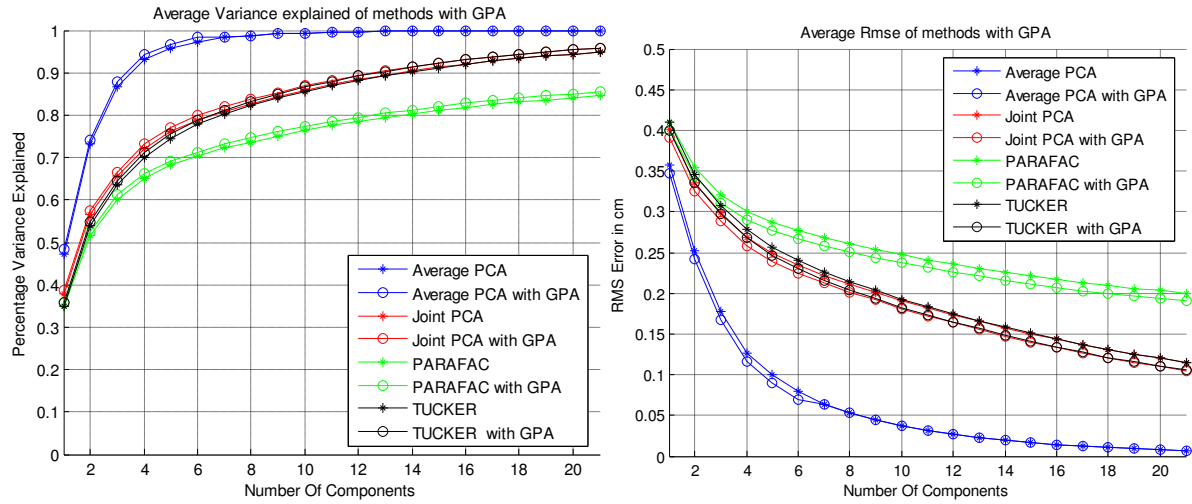 Average Variance explained of methods with GPA
Percentage Variance Explained
1
0.9
0.8
0.7
0.6
0.5
0.4
0.3
0.2
0.1
0
2 4 6 8 10 12 14 16 18 20
Number Of Components
Average PCA
Average PCA with GPA
Joint PCA
Joint PCA with GPA
PARAFAC
PARAFAC with GPA
TUCKER
TUCKER with GPA
Average Rmse of methods with GPA
RMS Error in cm
0.5
0.45
0.4
0.35
0.3
0.25
0.2
0.15
0.1
0.05
0
2 4 6 8 10 12 14 16 18 20
Number Of Components
Average PCA
Average PCA with GPA
Joint PCA
Joint PCA with GPA
PARAFAC
PARAFAC with GPA
TUCKER
TUCKER with GPA